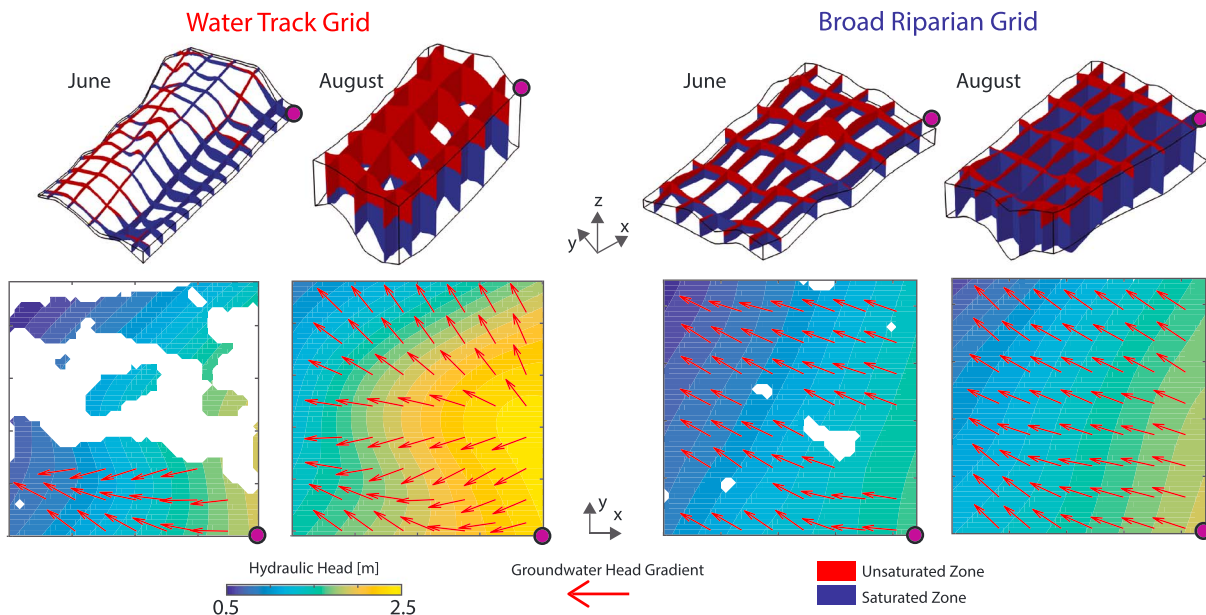 Water Track Grid
Broad Riparian Grid
June
August
June
August
z
y
x
y
x
Hydraulic Head [m]
0.5
2.5
Groundwater Head Gradient
Unsaturated Zone
Saturated Zone